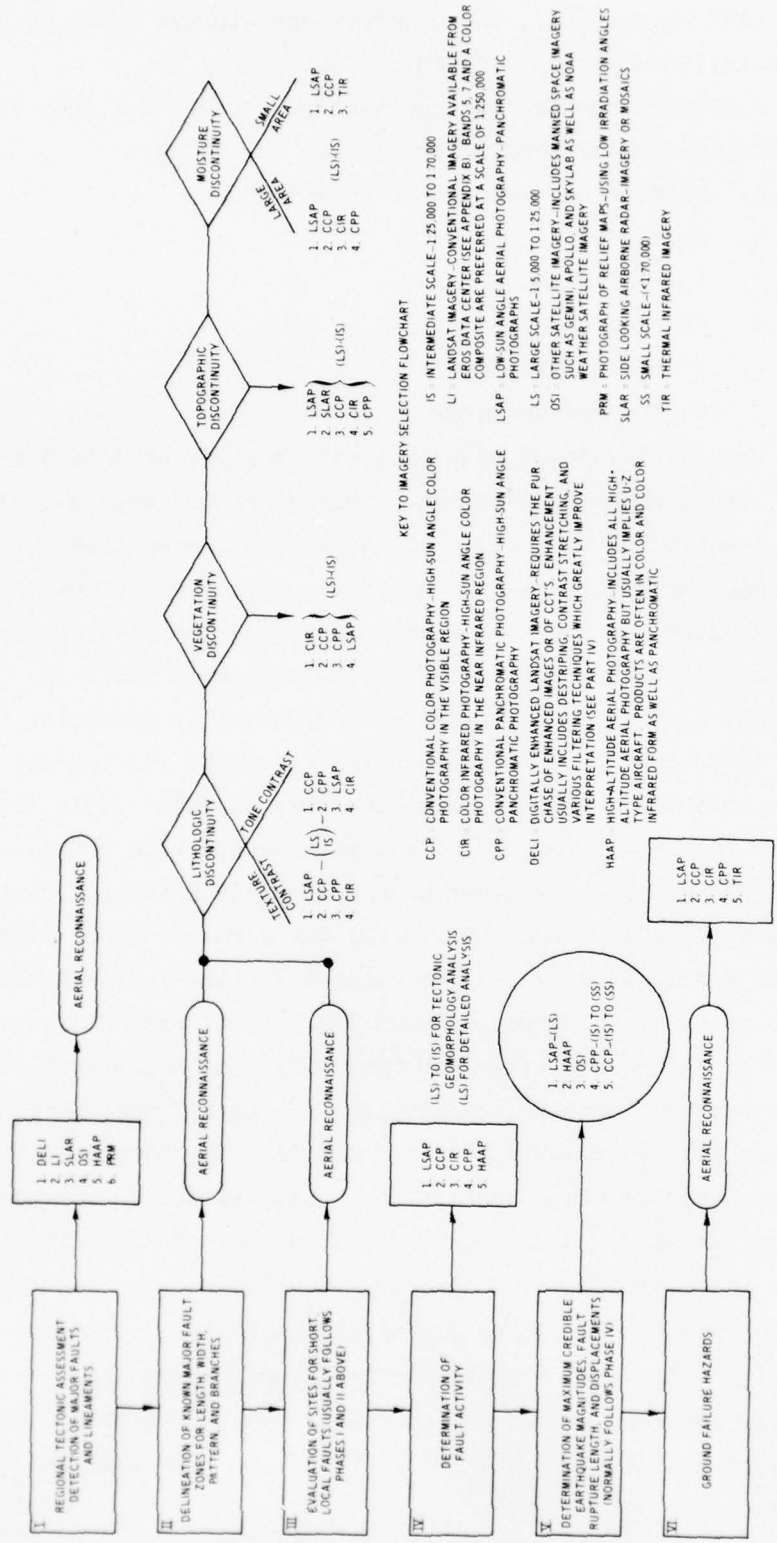 I
REGIONAL TECTONIC ASSESSMENT
DETECTION OF MAJOR FAULTS
AND LINEAMENTS
1. DELI
2. LI
3. SLAR
4. OSI
5. HAAP
6. PRM
AERIAL RECONNAISSANCE
II
DELINEATION OF KNOWN MAJOR FAULT
ZONES FOR LENGTH, WIDTH,
PATTERN, AND BRANCHES
AERIAL RECONNAISSANCE
III
EVALUATION OF SITES FOR SHORT
LOCAL FAULTS (USUALLY FOLLOWS
PHASES I AND II ABOVE)
AERIAL RECONNAISSANCE
LITHOLOGIC
DISCONTINUITY
TEXTURE
CONTRAST
TONE CONTRAST
1. LSAP
2. CCP
3. CPP
4. CIR
(LS)
(IS)
1. CCP
2. CPP
3. LSAP
4. CIR
VEGETATION
DISCONTINUITY
1. CIR
2. CCP
3. CPP
4. LSAP
(LS)-(IS)
TOPOGRAPHIC
DISCONTINUITY
1. LSAP
2. SLAR
3. CCP
4. CIR
5. CPP
(LS)-(IS)
MOISTURE
DISCONTINUITY
LARGE
AREA
SMALL
AREA
1. LSAP
2. CCP
3. CIR
4. CPP
(LS)-(IS)
1. LSAP
2. CCP
3. TIR
IV
DETERMINATION OF
FAULT ACTIVITY
1. LSAP
2. CCP
3. CIR
4. CPP
5. HAAP
(LS) TO (IS) FOR TECTONIC
GEOMORPHOLOGY ANALYSIS
(LS) FOR DETAILED ANALYSIS
V
DETERMINATION OF MAXIMUM CREDIBLE
EARTHQUAKE MAGNITUDES, FAULT
RUPTURE LENGTH, AND DISPLACEMENTS
(NORMALLY FOLLOWS PHASE IV)
1. LSAP-(LS)
2. HAAP
3. OSI
4. CPP-(IS) TO (SS)
5. CCP-(IS) TO (SS)
VI
GROUND FAILURE HAZARDS
AERIAL RECONNAISSANCE
1. LSAP
2. CCP
3. CIR
4. CPP
5. TIR
KEY TO IMAGERY SELECTION FLOWCHART
CCP = CONVENTIONAL COLOR PHOTOGRAPHY-HIGH-SUN ANGLE COLOR
PHOTOGRAPHY IN THE VISIBLE REGION
CIR = COLOR INFRARED PHOTOGRAPHY-HIGH-SUN ANGLE COLOR
PHOTOGRAPHY IN THE NEAR INFRARED REGION
CPP = CONVENTIONAL PANCHROMATIC PHOTOGRAPHY-HIGH-SUN ANGLE
PANCHROMATIC PHOTOGRAPHY
DELI = DIGITALLY ENHANCED LANDSAT IMAGERY-REQUIRES THE PUR
CHASE OF ENHANCED IMAGES OR OF CCT'S. ENHANCEMENT
USUALLY INCLUDES DESTRIPING, CONTRAST STRETCHING, AND
VARIOUS FILTERING TECHNIQUES WHICH GREATLY IMPROVE
INTERPRETATION (SEE PART IV)
HAAP = HIGH-ALTITUDE AERIAL PHOTOGRAPHY-INCLUDES ALL HIGH-
ALTITUDE AERIAL PHOTOGRAPHY BUT USUALLY IMPLIES U-Z
TYPE AIRCRAFT. PRODUCTS ARE OFTEN IN COLOR AND COLOR
INFRARED FORM AS WELL AS PANCHROMATIC
IS = INTERMEDIATE SCALE-1:25,000 TO 1:70,000
LI = LANDSAT IMAGERY-CONVENTIONAL IMAGERY AVAILABLE FROM
EROS DATA CENTER (SEE APPENDIX B). BANDS 5, 7 AND A COLOR
COMPOSITE ARE PREFERRED AT A SCALE OF 1:250,000
LSAP = LOW-SUN ANGLE AERIAL PHOTOGRAPHY-PANCHROMATIC
PHOTOGRAPHS
LS = LARGE SCALE-1:5,000 TO 1:25,000
OSI = OTHER SATELLITE IMAGERY-INCLUDES MANNED SPACE IMAGERY
SUCH AS GEMINI, APOLLO, AND SKYLAB AS WELL AS NOAA
WEATHER SATELLITE IMAGERY
PRM = PHOTOGRAPH OF RELIEF MAPS-USING LOW IRRADIATION ANGLES
SLAR = SIDE LOOKING AIRBORNE RADAR-IMAGERY OR MOSAICS
SS = SMALL SCALE-(<1:70,000)
TIR = THERMAL INFRARED IMAGERY